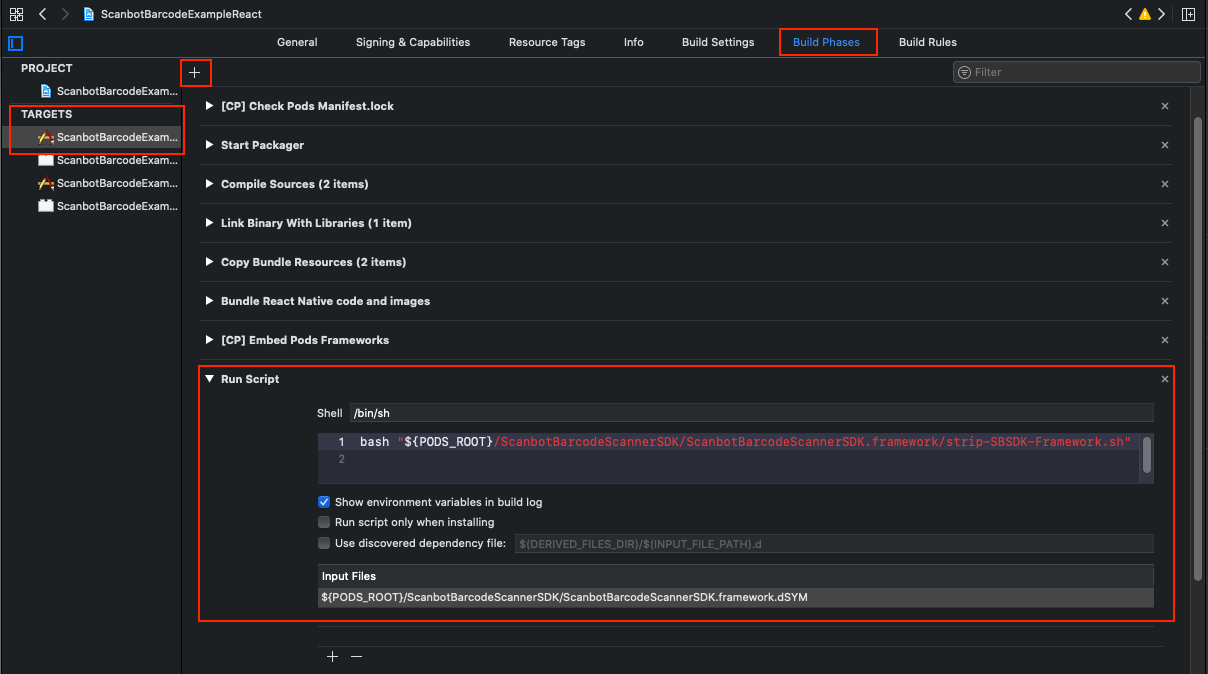 ScanbotBarcodeExampleReact
General Signing & Capabilities Resource Tags Info Build Settings Build Phases Build Rules
PROJECT
ScanbotBarcodeExam...
TARGETS
ScanbotBarcodeExam...
ScanbotBarcodeExam...
ScanbotBarcodeExam...
ScanbotBarcodeExam...
Filter
[CP] Check Pods Manifest.lock
Start Packager
Compile Sources (2 items)
Link Binary With Libraries (1 item)
Copy Bundle Resources (2 items)
Bundle React Native code and images
[CP] Embed Pods Frameworks
Run Script
Shell /bin/sh
1 bash "${PODS_ROOT}/ScanbotBarcodeScannerSDK/ScanbotBarcodeScannerSDK.framework/strip-SBSDK-Framework.sh"
2
Show environment variables in build log
Run script only when installing
Use discovered dependency file: $(DERIVED_FILES_DIR)/$(INPUT_FILE_PATH).d
Input Files
${PODS_ROOT}/ScanbotBarcodeScannerSDK/ScanbotBarcodeScannerSDK.framework.dSYM